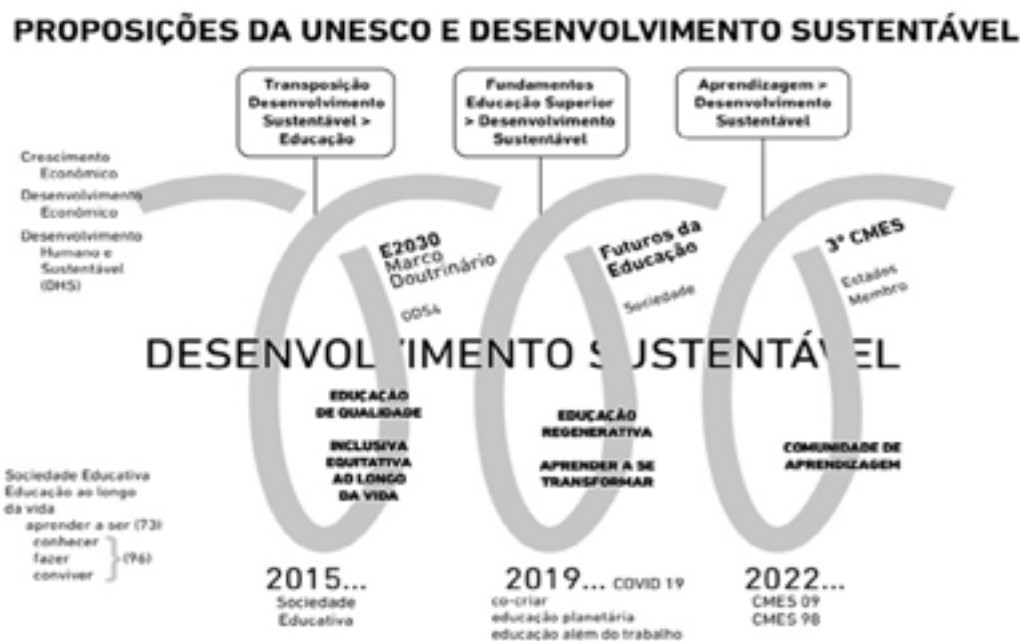 PROPOSIÇÕES DA UNESCO E DESENVOLVIMENTO SUSTENTÁVEL
Transposição
Desenvolvimento
Sustentável >
Educação
Fundamentos
Educação Superior
> Desenvolvimento
Sustentável
Aprendizagem >
Desenvolvimento
Sustentável
Crescimento
Econômico
Desenvolvimento
Econômico
Desenvolvimento
Humano e
Sustentável
(DHS)
E2030
Marco
Doutrinário
ODS4
Futuros da
Educação
Sociedade
3ª CMES
Estados
Membro
DESENVOLVIMENTO SUSTENTÁVEL
EDUCAÇÃO
DE QUALIDADE
INCLUSIVA
EQUITATIVA
AO LONGO
DA VIDA
EDUCAÇÃO
REGENERATIVA
APRENDER A SE
TRANSFORMAR
COMUNIDADE DE
APRENDIZAGEM
Sociedade Educativa
Educação ao longo
da vida
aprender a ser (73)
conhecer
fazer (96)
conviver
2015...
Sociedade
Educativa
2019... COVID 19
co-criar
educação planetária
educação além do trabalho
2022...
CMES 09
CMES 98